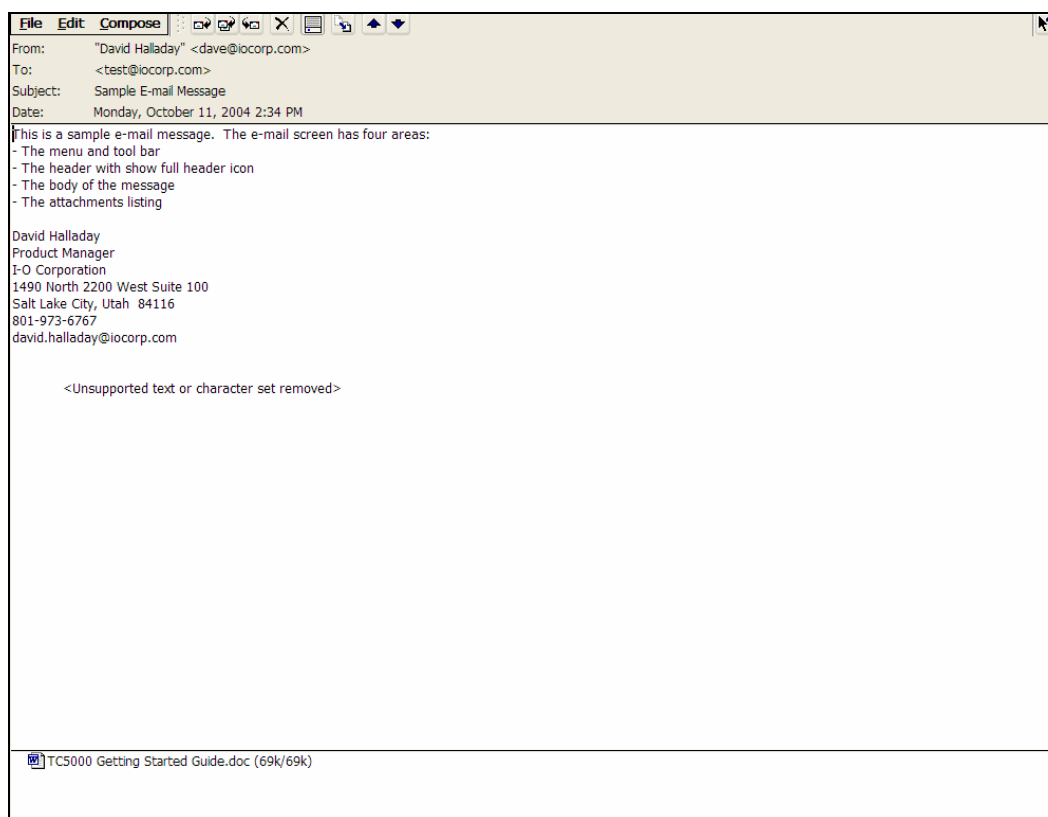 File Edit Compose
From: "David Halladay" <dave@iocorp.com>
To: <test@iocorp.com>
Subject: Sample E-mail Message
Date: Monday, October 11, 2004 2:34 PM
This is a sample e-mail message. The e-mail screen has four areas:
- The menu and tool bar
- The header with show full header icon
- The body of the message
- The attachments listing
David Halladay
Product Manager
I-O Corporation
1490 North 2200 West Suite 100
Salt Lake City, Utah 84116
801-973-6767
david.halladay@iocorp.com
<Unsupported text or character set removed>
TC5000 Getting Started Guide.doc (69k/69k)